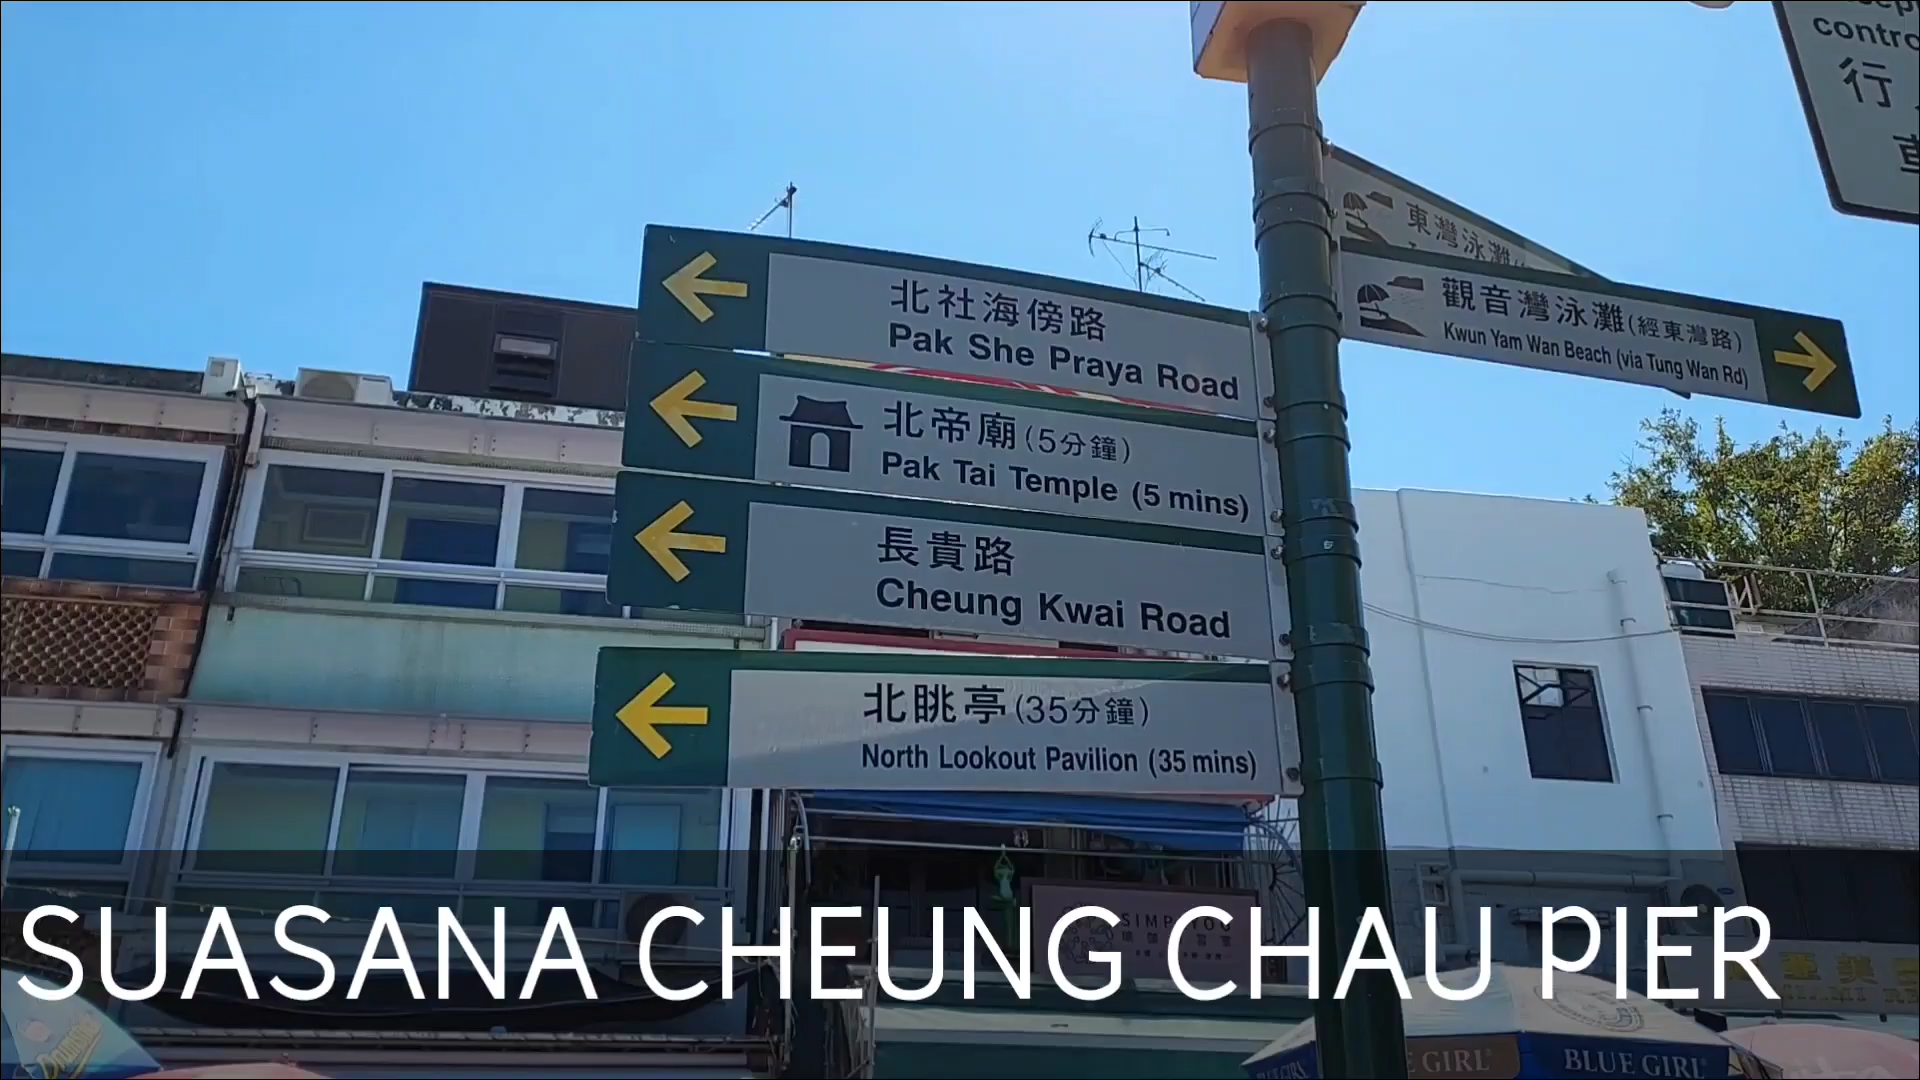 contro
行
北社海傍路
Pak She Praya Road
北帝廟(5分鐘)
Pak Tai Temple (5 mins)
長貴路
Cheung Kwai Road
北眺亭(35分鐘)
North Lookout Pavilion (35 mins)
東灣泳灘
觀音灣泳灘(經東灣路)
Kwun Yam Wan Beach (via Tung Wan Rd)
SUASANA CHEUNG CHAU PIER
GIRL
BLUE GIRL